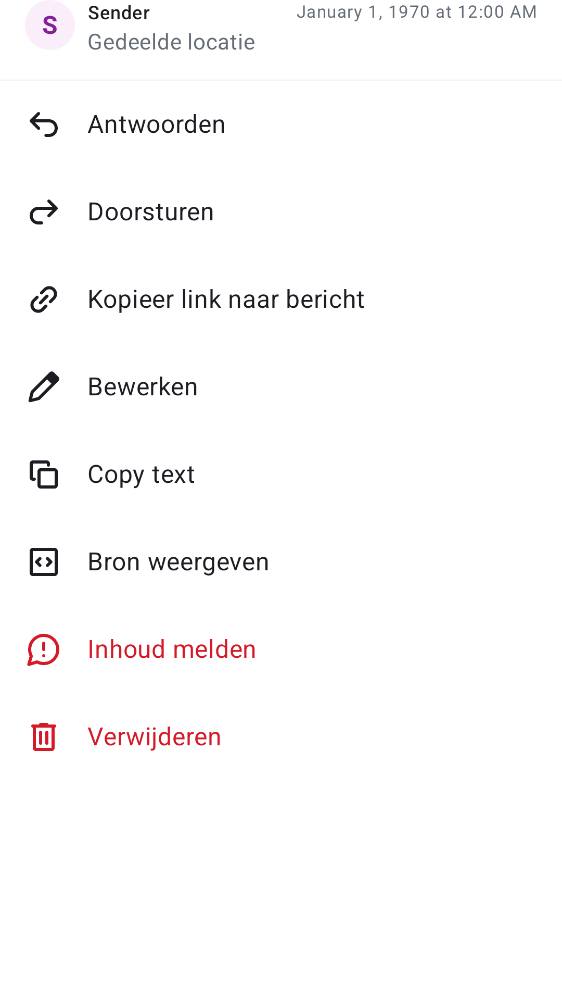 S
Sender
January 1, 1970 at 12:00 AM
Gedeelde locatie
Antwoorden
Doorsturen
Kopieer link naar bericht
Bewerken
Copy text
Bron weergeven
Inhoud melden
Verwijderen